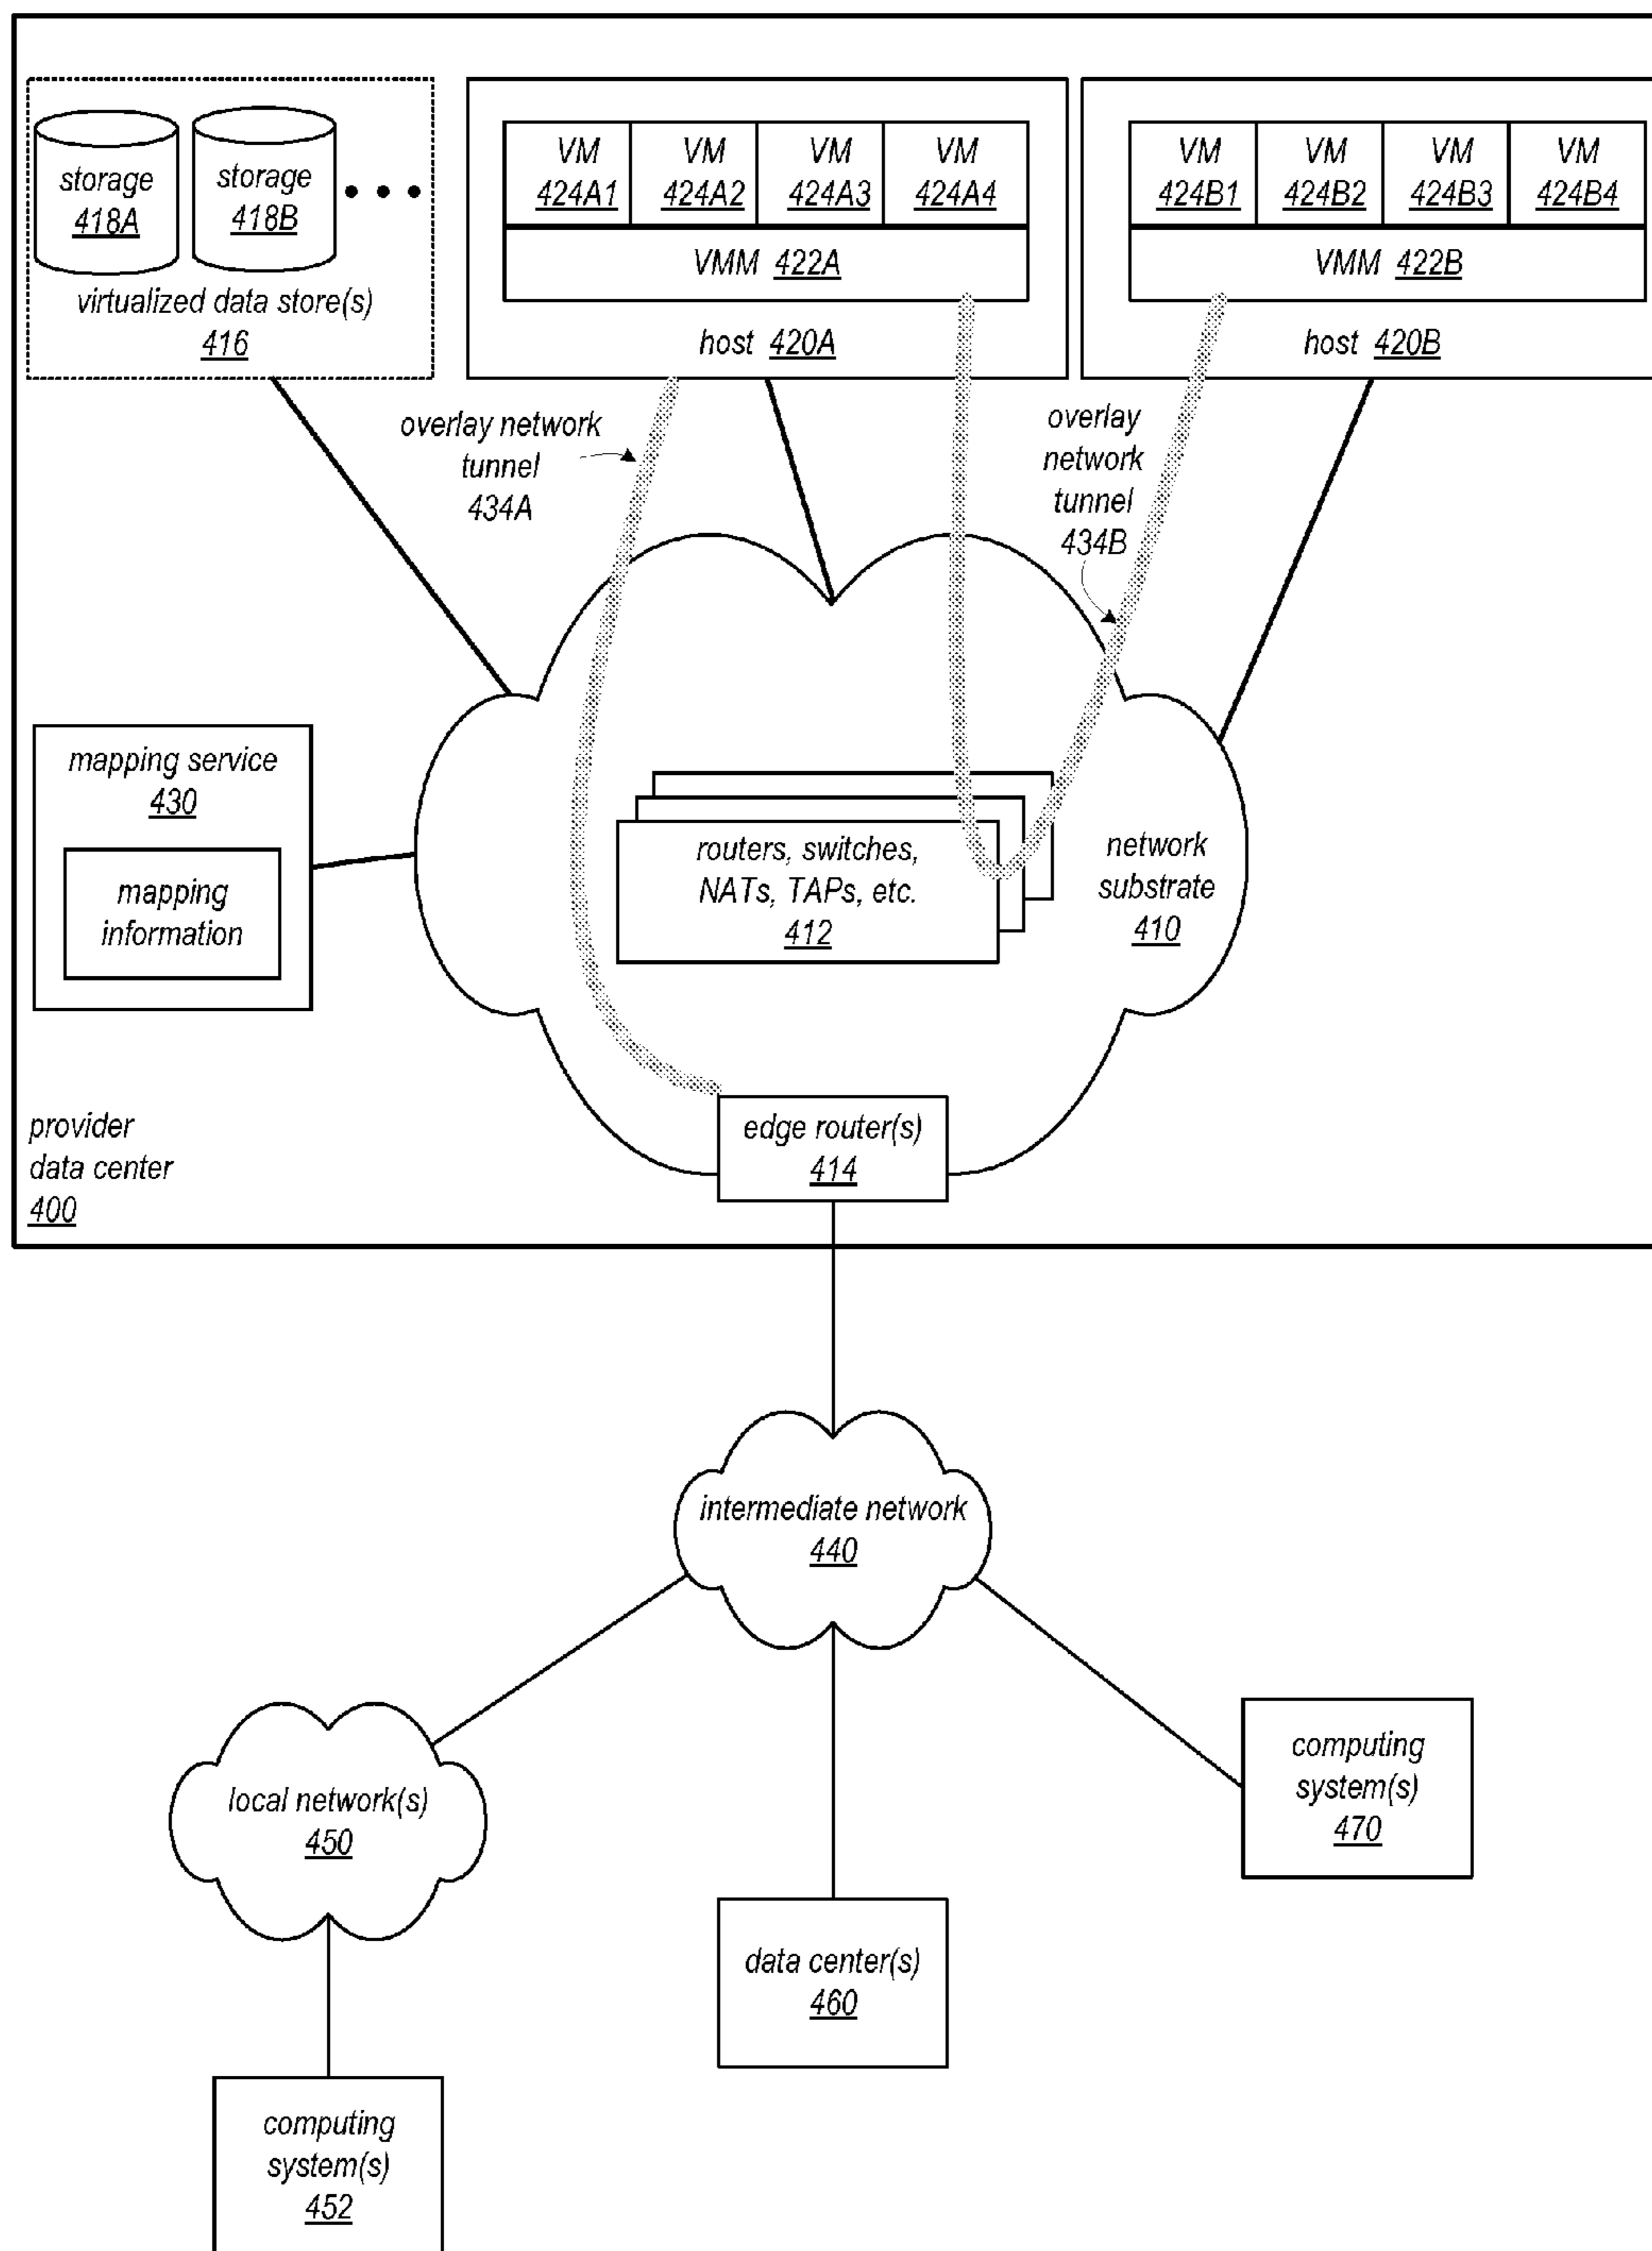 storage
418A
storage
418B
virtualized data store(s)
416
VM
424A1
VM
424A2
VM
424A3
VM
424A4
VMM 422A
host 420A
VM
424B1
VM
424B2
VM
424B3
VM
424B4
VMM 422B
host 420B
overlay network
tunnel
434A
overlay
network
tunnel
434B
mapping service
430
mapping
information
routers, switches,
NATs, TAPs, etc.
412
network
substrate
410
edge router(s)
414
provider
data center
400
intermediate network
440
local network(s)
450
computing
system(s)
470
data center(s)
460
computing
system(s)
452